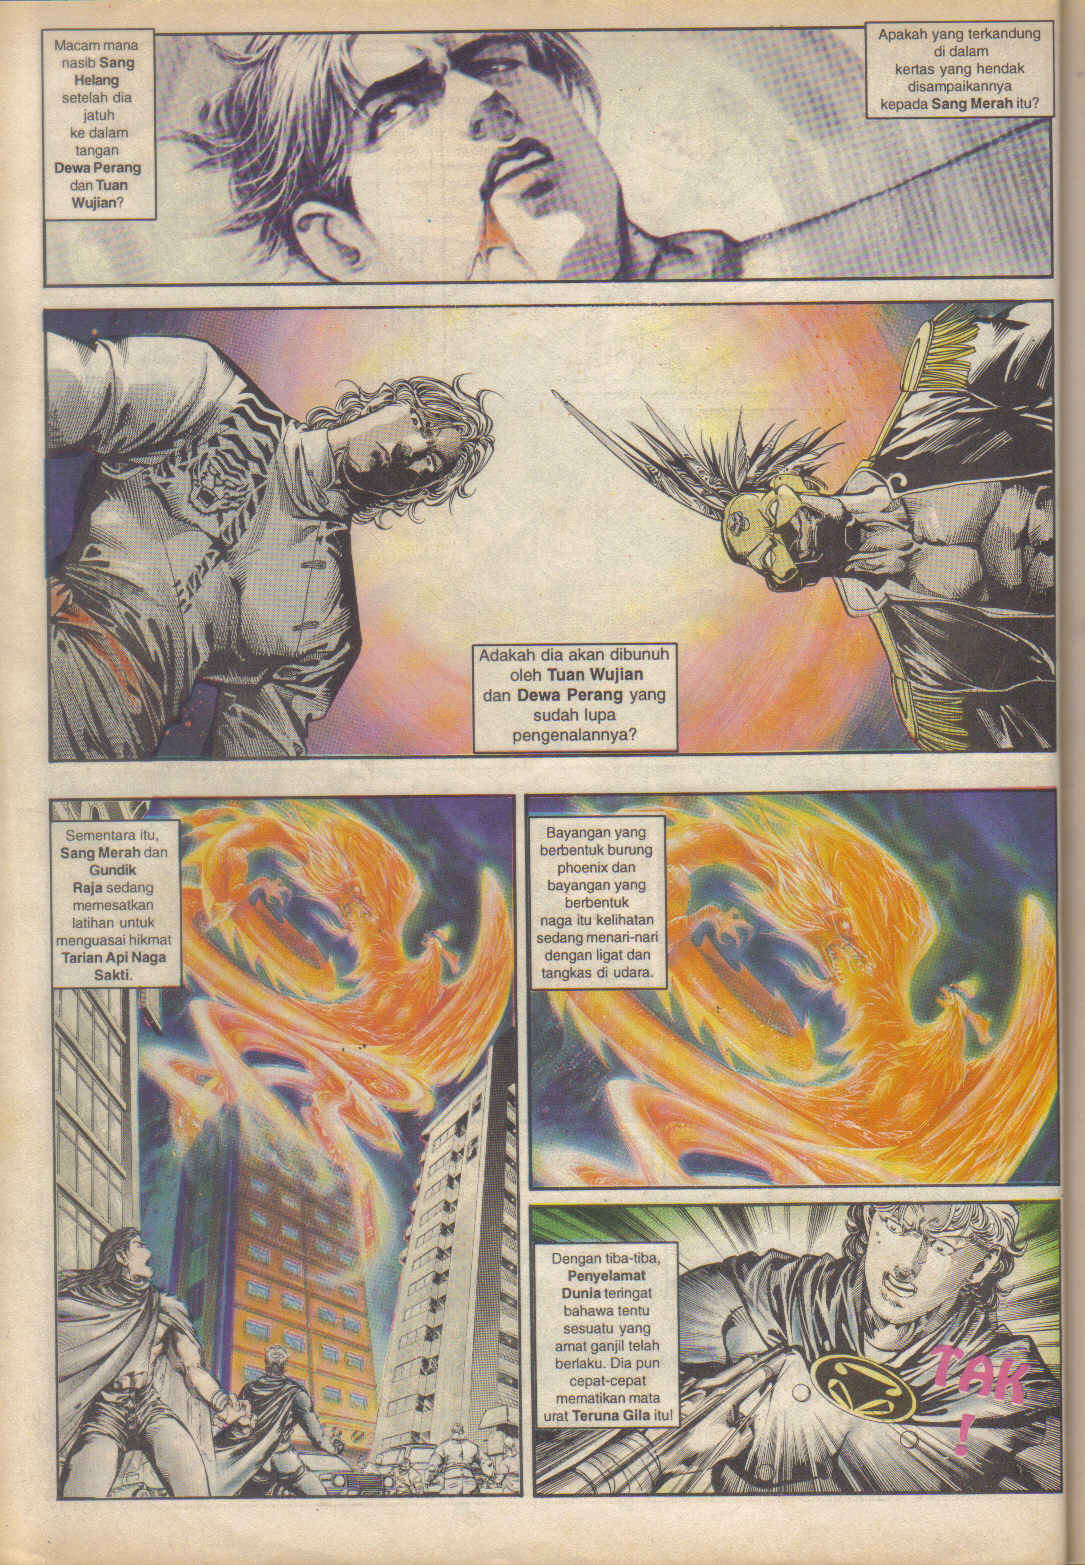 Macam mana
nasib Sang
Helang
setelah dia
jatuh
ke dalam
tangan
Dewa Perang
dan Tuan
Wujian?
Apakah yang terkandung
di dalam
kertas yang hendak
disampaikannya
kepada Sang Merah itu?
Adakah dia akan dibunuh
oleh Tuan Wujian
dan Dewa Perang yang
sudah lupa
pengenalannya?
Sementara itu,
Sang Merah dan
Gundik
Raja sedang
memesatkan
latihan untuk
menguasai hikmat
Tarian Api Naga
Sakti.
Bayangan yang
berbentuk burung
phoenix dan
bayangan yang
berbentuk
naga itu kelihatan
sedang menari-nari
dengan ligat dan
tangkas di udara.
Dengan tiba-tiba,
Penyelamat
Dunia teringat
bahawa tentu
sesuatu yang
amat ganjil telah
berlaku. Dia pun
cepat-cepat
mematikan mata
urat Teruna Gila itu!
TAK
!